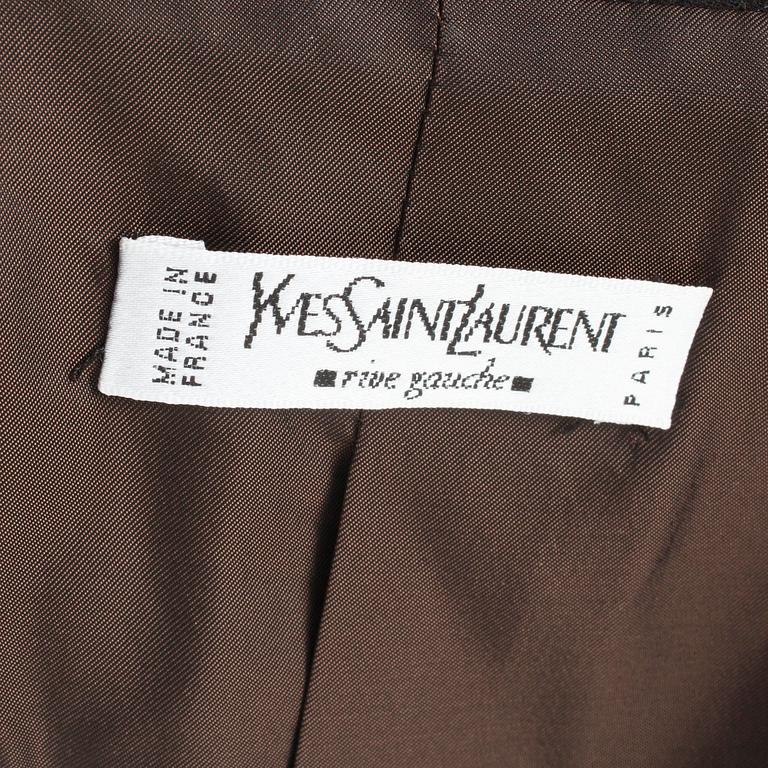 MADE IN
FRANCE
YVESSAINTLAURENT
rive gauche
PARIS